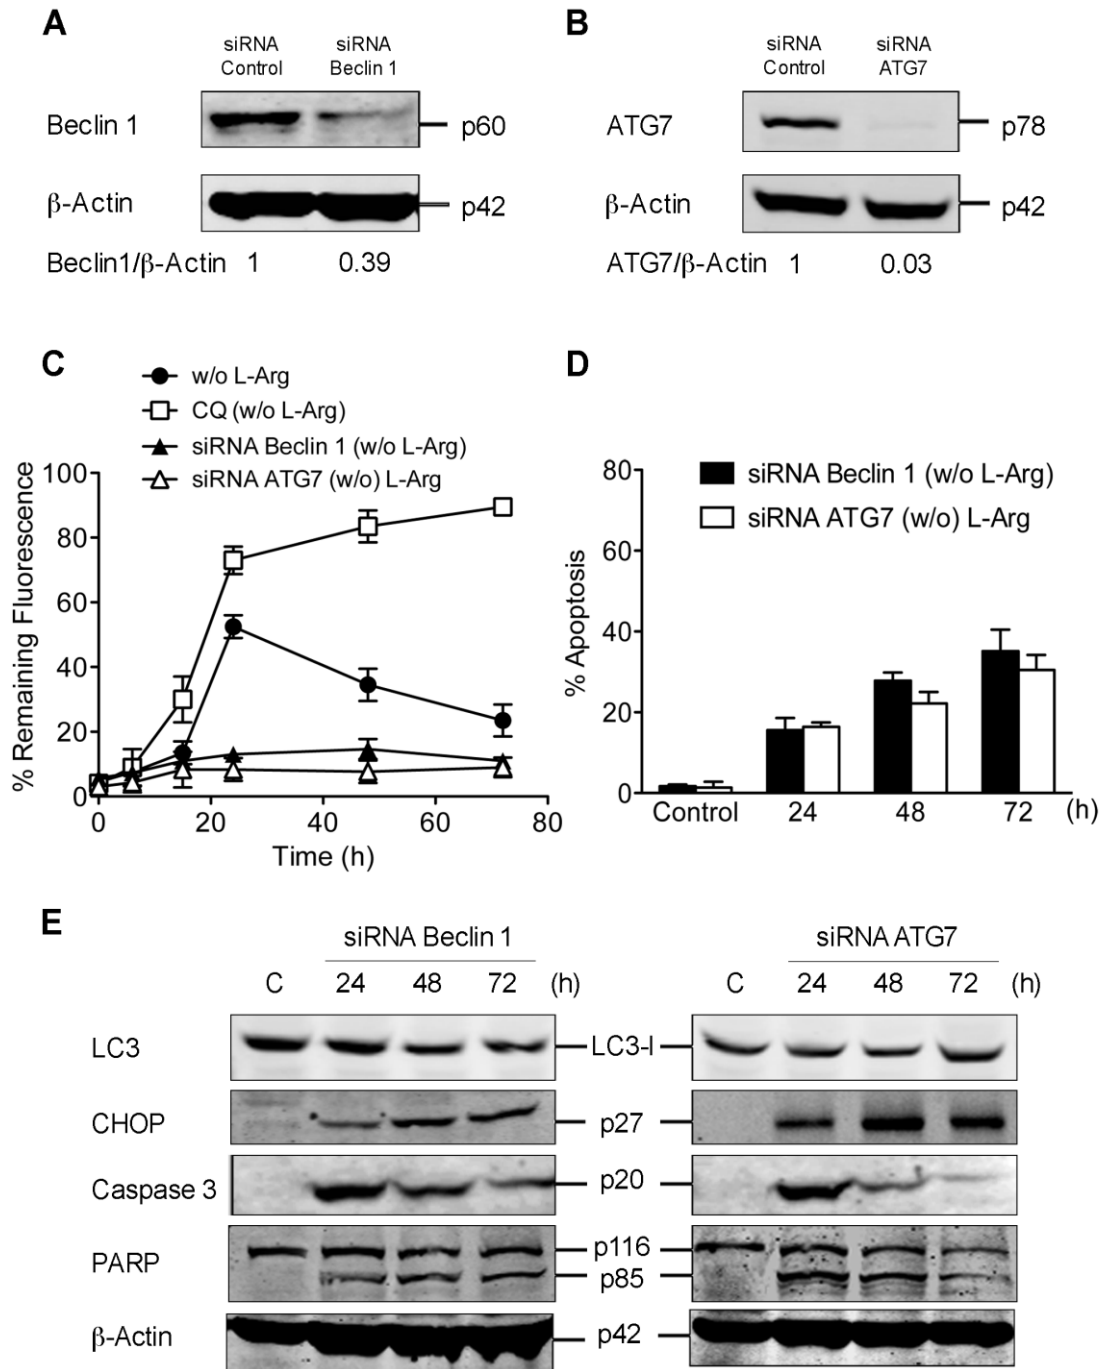 A
siRNA Control
siRNA Beclin 1
Beclin 1
p60
β-Actin
p42
Beclin1/β-Actin 1 0.39
B
siRNA Control
siRNA ATG7
ATG7
p78
β-Actin
p42
ATG7/β-Actin 1 0.03
C
w/o L-Arg
CQ (w/o L-Arg)
siRNA Beclin 1 (w/o L-Arg)
siRNA ATG7 (w/o) L-Arg
% Remaining Fluorescence
100
80
60
40
20
0
0 20 40 60 80
Time (h)
D
siRNA Beclin 1 (w/o L-Arg)
siRNA ATG7 (w/o) L-Arg
% Apoptosis
80
60
40
20
0
Control 24 48 72 (h)
E
siRNA Beclin 1 siRNA ATG7
C 24 48 72 (h) C 24 48 72 (h)
LC3 LC3-I
CHOP p27
Caspase 3 p20
PARP p116
p85
β-Actin p42